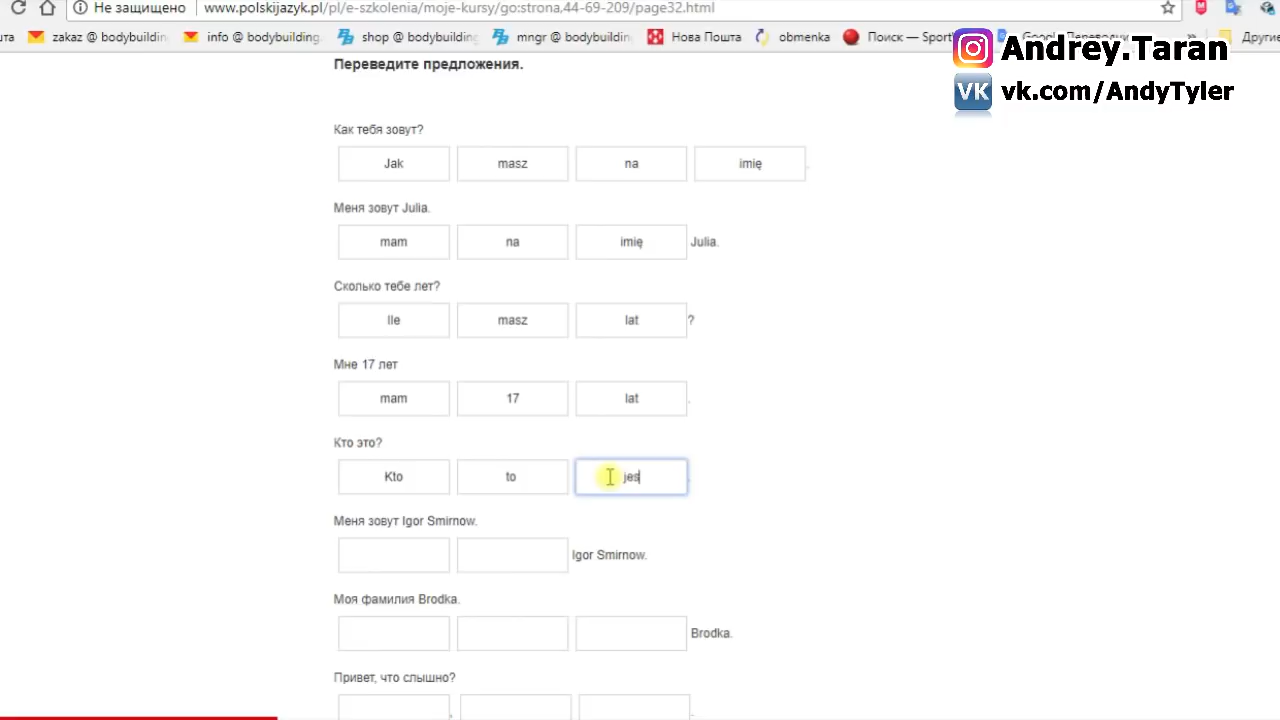 Не защищено www.polskijazyk.pl/pl/e-szkolenia/moje-kursy/go:strona,44-69-209/page32.html
та zakaz @ bodybuilding info @ bodybuilding. shop @ bodybuilding mngr @ bodybuildin Нова Пошта obmenka Поиск — Sport Другие
Andrey.Taran
vk.com/AndyTyler
Переведите предложения.
Как тебя зовут?
Jak masz na imię .
Меня зовут Julia.
mam na imię Julia.
Сколько тебе лет?
Ile masz lat ?
Мне 17 лет
mam 17 lat .
Кто это?
Kto to jes .
Меня зовут Igor Smirnow.
Igor Smirnow.
Моя фамилия Brodka.
Brodka.
Привет, что слышно?